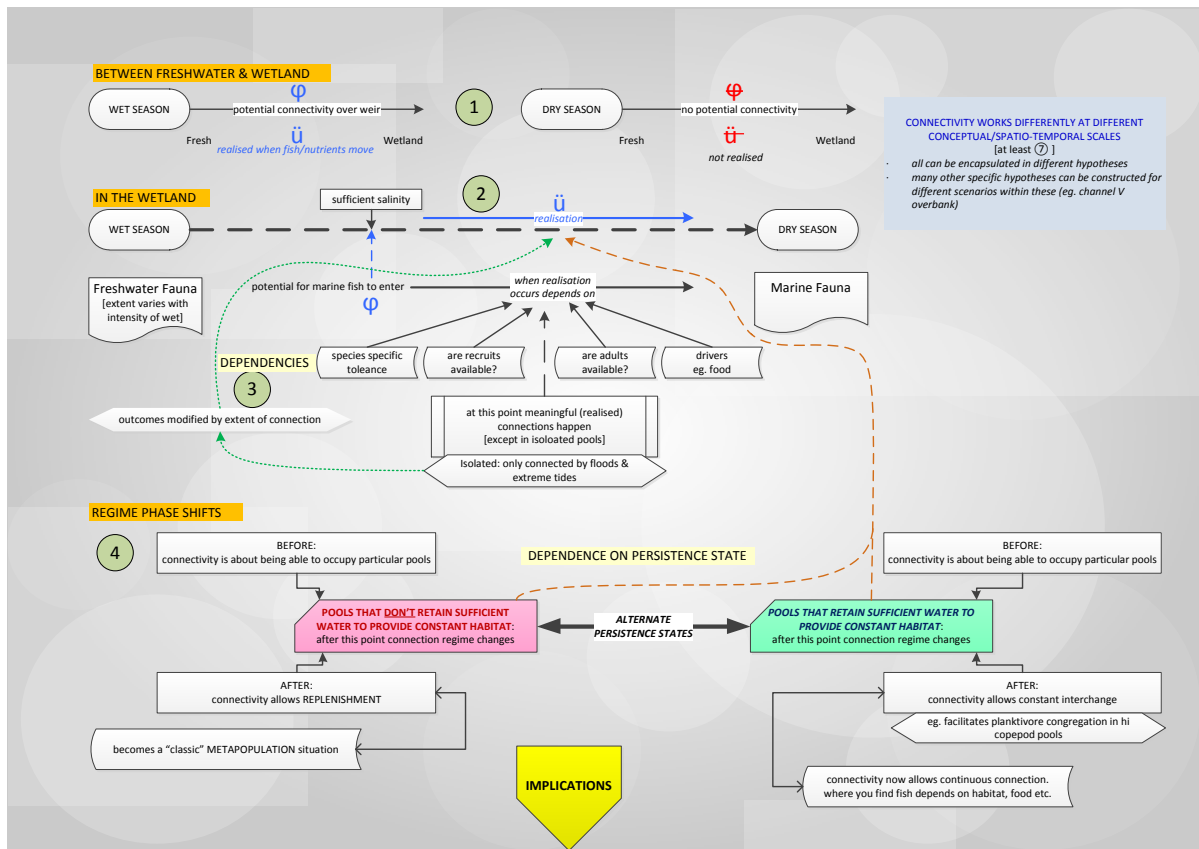 BETWEEN FRESHWATER & WETLAND
WET SEASON
φ
potential connectivity over weir
Fresh
Wetland
ü
realised when fish/nutrients move
1
DRY SEASON
φ
no potential connectivity
Fresh
Wetland
ü
not realised
CONNECTIVITY WORKS DIFFERENTLY AT DIFFERENT
CONCEPTUAL/SPATIO-TEMPORAL SCALES
[at least ⑦ ]
· all can be encapsulated in different hypotheses
· many other specific hypotheses can be constructed for
different scenarios within these (eg. channel V
overbank)
IN THE WETLAND
2
sufficient salinity
ü
realisation
WET SEASON
DRY SEASON
Freshwater Fauna
[extent varies with
intensity of wet]
potential for marine fish to enter
φ
when realisation
occurs depends on
Marine Fauna
DEPENDENCIES
3
species specific
toleance
are recruits
available?
are adults
available?
drivers
eg. food
outcomes modified by extent of connection
at this point meaningful (realised)
connections happen
[except in isoloated pools]
Isolated: only connected by floods &
extreme tides
REGIME PHASE SHIFTS
4
BEFORE:
connectivity is about being able to occupy particular pools
DEPENDENCE ON PERSISTENCE STATE
BEFORE:
connectivity is about being able to occupy particular pools
POOLS THAT DON'T RETAIN SUFFICIENT
WATER TO PROVIDE CONSTANT HABITAT:
after this point connection regime changes
ALTERNATE
PERSISTENCE STATES
POOLS THAT RETAIN SUFFICIENT WATER TO
PROVIDE CONSTANT HABITAT:
after this point connection regime changes
AFTER:
connectivity allows REPLENISHMENT
becomes a "classic" METAPOPULATION situation
AFTER:
connectivity allows constant interchange
eg. facilitates planktivore congregation in hi
copepod pools
connectivity now allows continuous connection.
where you find fish depends on habitat, food etc.
IMPLICATIONS